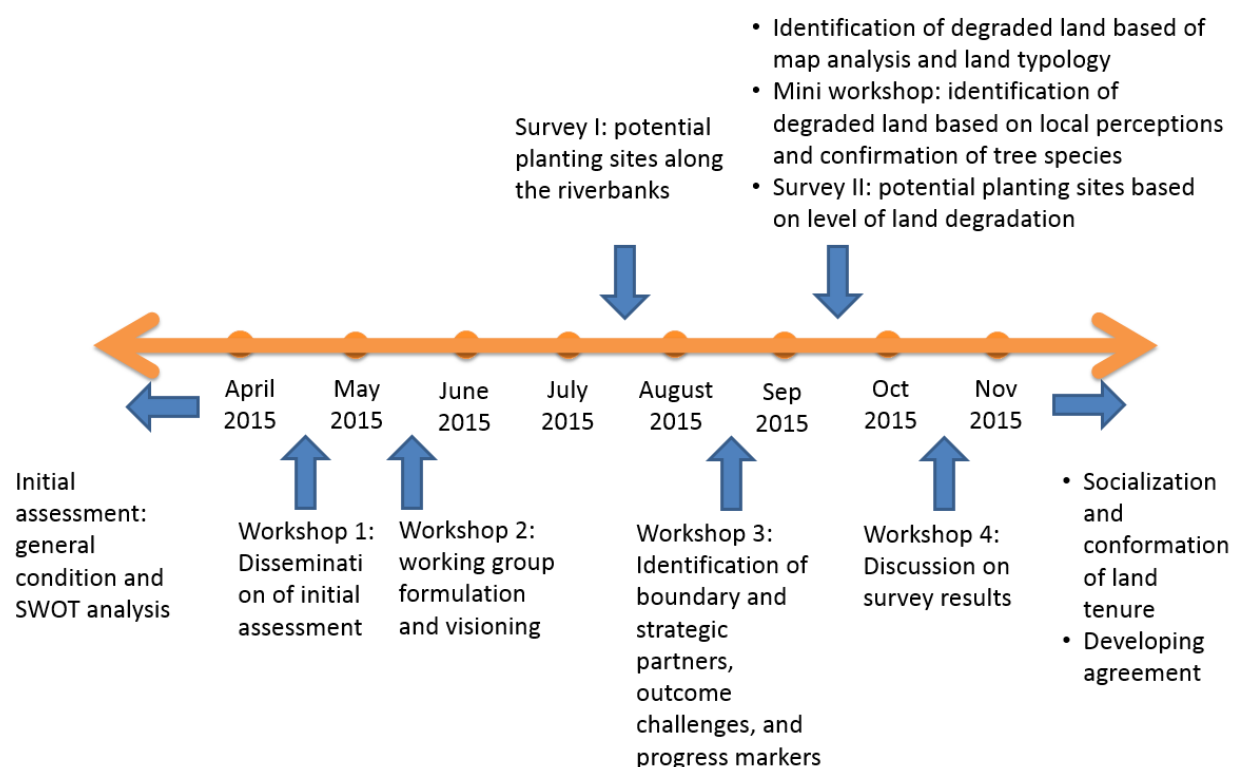 • Identification of degraded land based of
map analysis and land typology
• Mini workshop: identification of
degraded land based on local perceptions
and confirmation of tree species
• Survey II: potential planting sites based
on level of land degradation
Survey I: potential
planting sites along
the riverbanks
April
2015
May
2015
June
2015
July
2015
August
2015
Sep
2015
Oct
2015
Nov
2015
Initial
assessment:
general
condition and
SWOT analysis
Workshop 1:
Disseminati
on of initial
assessment
Workshop 2:
working group
formulation
and visioning
Workshop 3:
Identification of
boundary and
strategic
partners,
outcome
challenges, and
progress markers
Workshop 4:
Discussion on
survey results
• Socialization
and
conformation
of land
tenure
• Developing
agreement